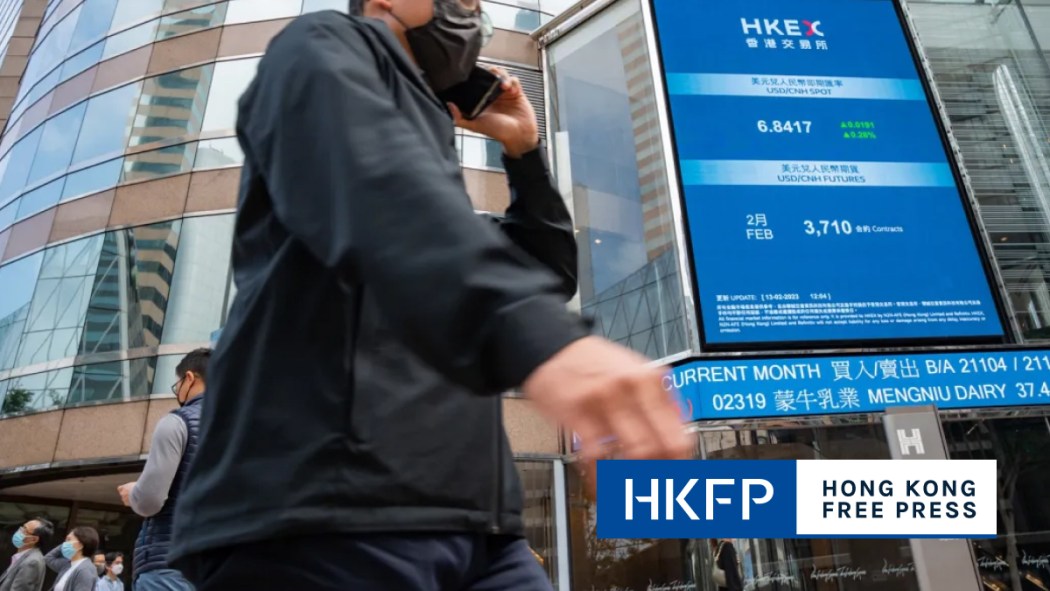 HKEX
香港交易所
美元兌人民幣即期匯率
USD/CNH SPOT
6.8417 ▲0.0191
▲0.28%
美元兌人民幣期貨
USD/CNH FUTURES
2月
FEB
3,710 合約 Contracts
更新 UPDATE: [ 13-02-2023 12:04 ]
CURRENT MONTH 買入/賣出 B/A 21104 / 211
02319 蒙牛乳業 MENGNIU DAIRY 37.4
H
HKFP
HONG KONG
FREE PRESS